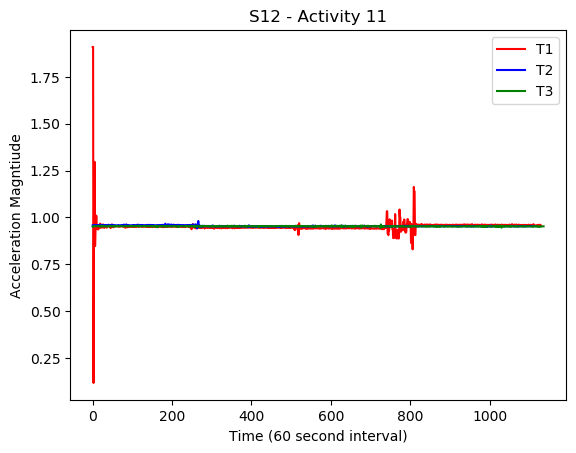 S12 - Activity 11
T1
T2
T3
Acceleration Magntiude
1.75
1.50
1.25
1.00
0.75
0.50
0.25
0
200
400
600
800
1000
Time (60 second interval)